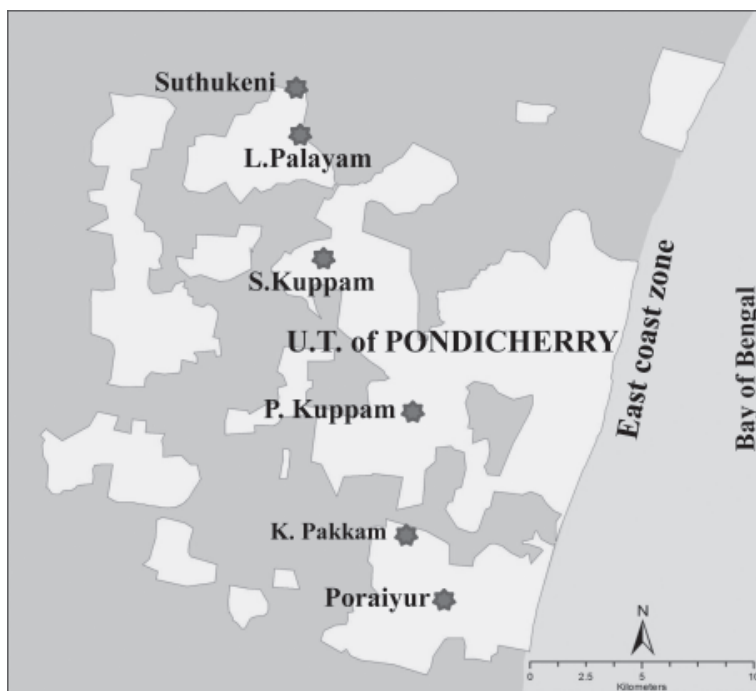 Suthukeni
L.Palayam
S.Kuppam
U.T. of PONDICHERRY
East coast zone
Bay of Bengal
P. Kuppam
K. Pakkam
Poraiyur
N
0 2.5 5 10
Kilometers